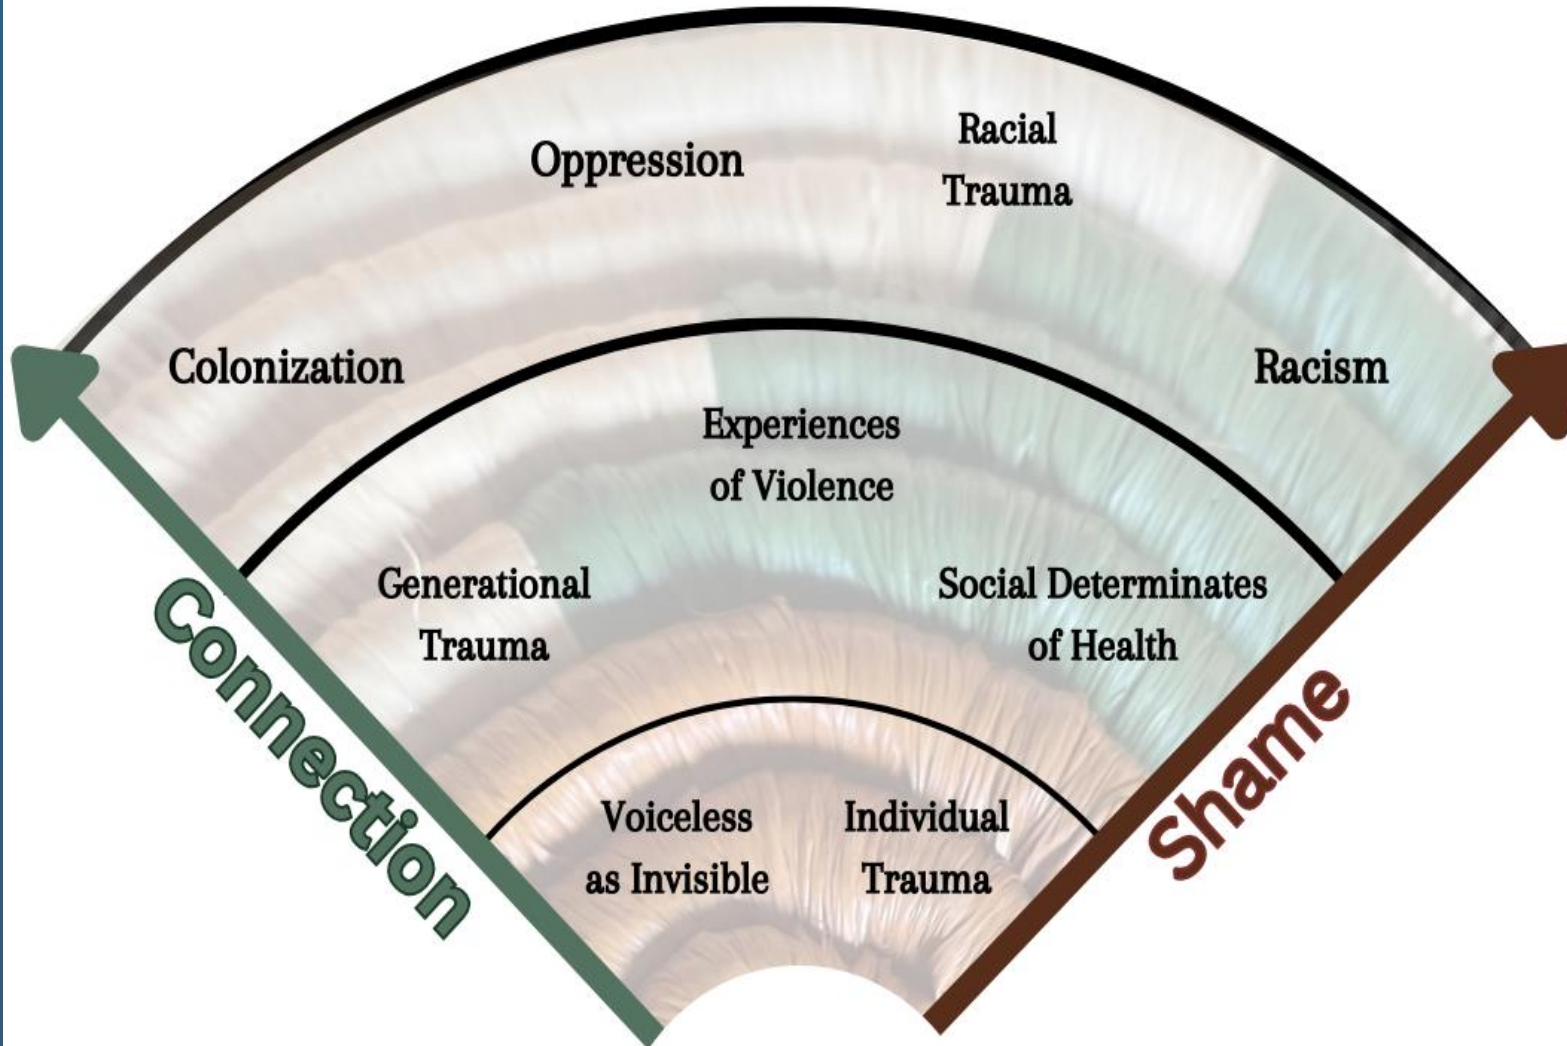 Oppression
Racial
Trauma
Colonization
Racism
Experiences
of Violence
Generational
Trauma
Social Determinates
of Health
Voiceless
as Invisible
Individual
Trauma
Connection
Shame